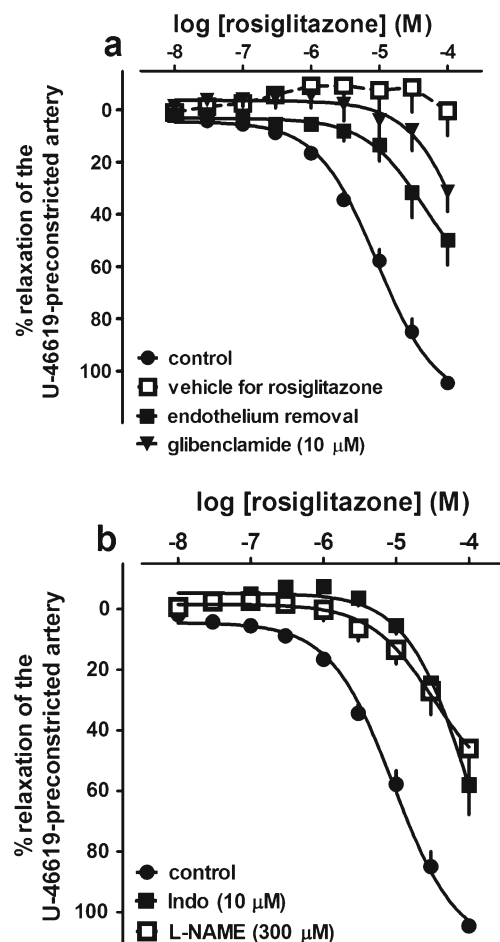 log [rosiglitazone] (M)
a
-8 -7 -6 -5 -4
0
20
40
60
80
100
% relaxation of the
U-46619-preconstricted artery
control
vehicle for rosiglitazone
endothelium removal
glibenclamide (10 μM)
log [rosiglitazone] (M)
b
-8 -7 -6 -5 -4
0
20
40
60
80
100
% relaxation of the
U-46619-preconstricted artery
control
Indo (10 μM)
L-NAME (300 μM)